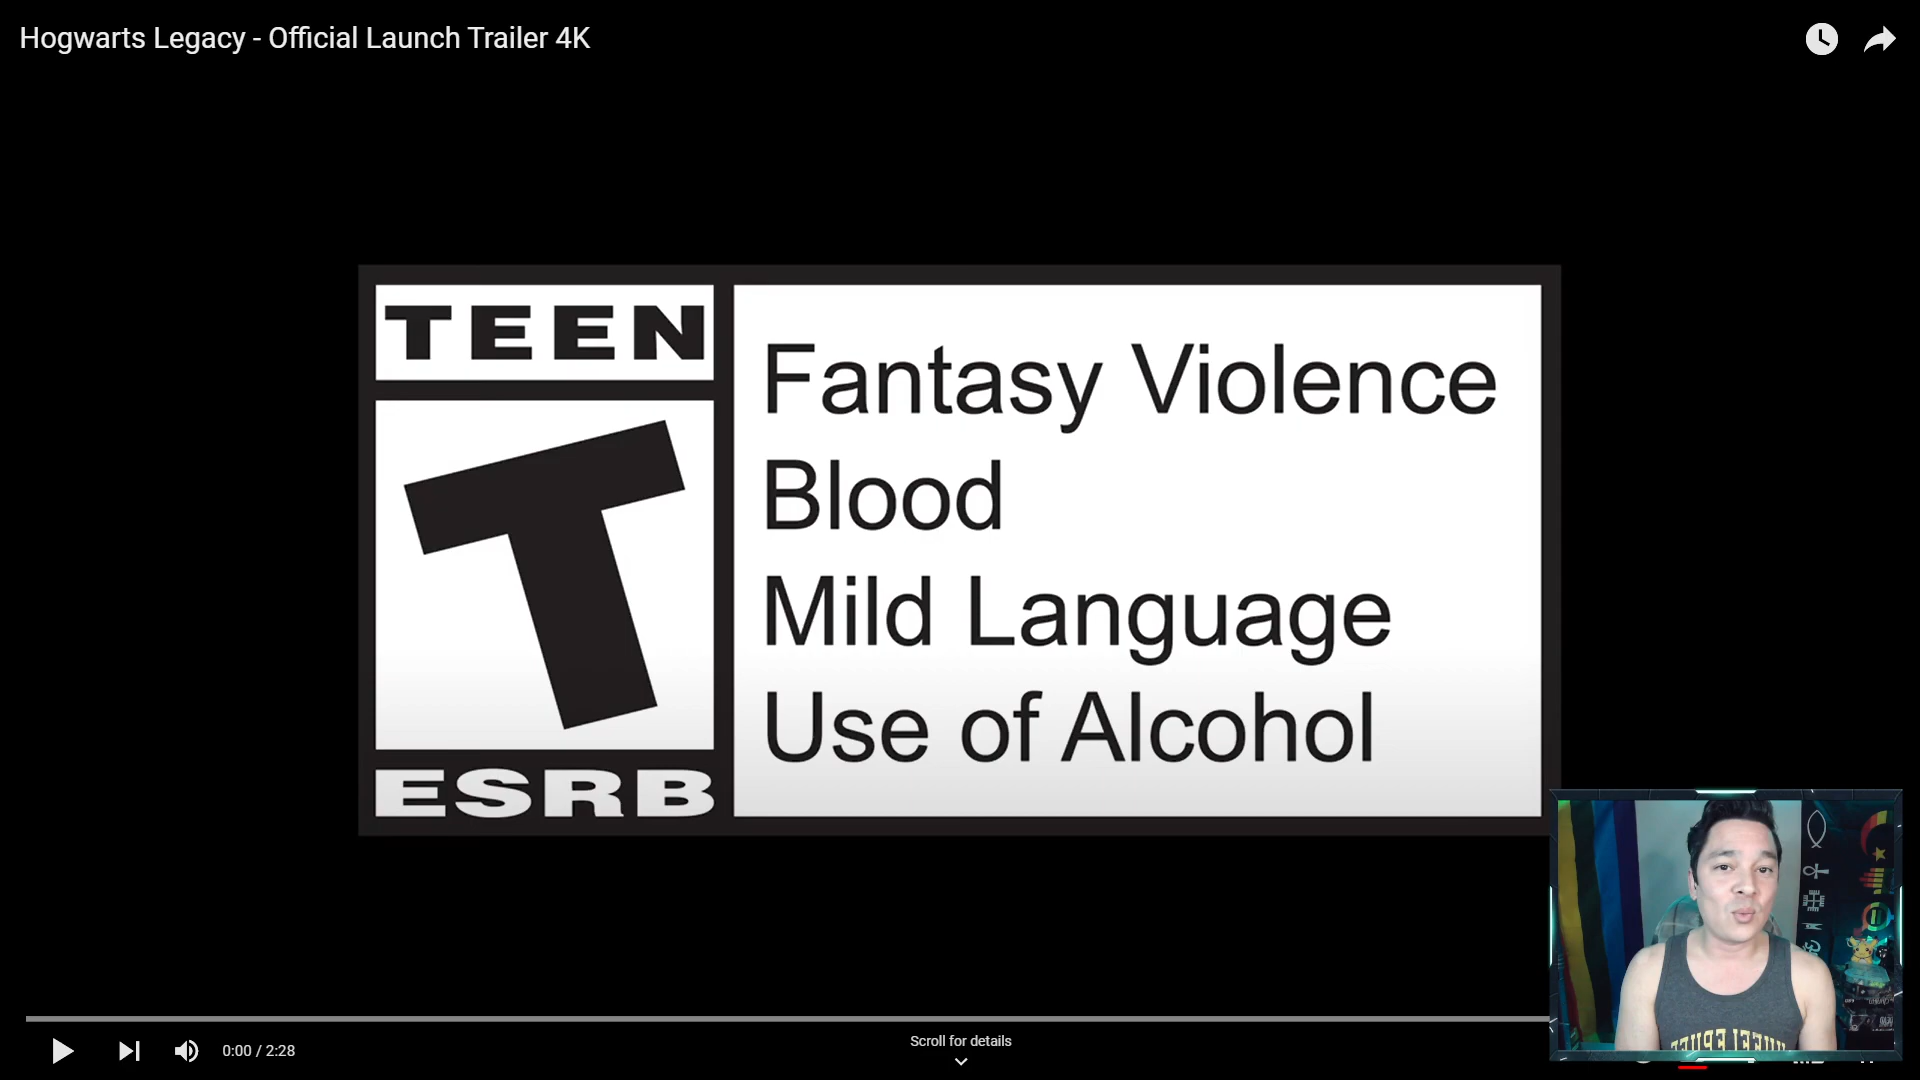 Hogwarts Legacy - Official Launch Trailer 4K
TEEN
T
ESRB
Fantasy Violence
Blood
Mild Language
Use of Alcohol
0:00 / 2:28
Scroll for details